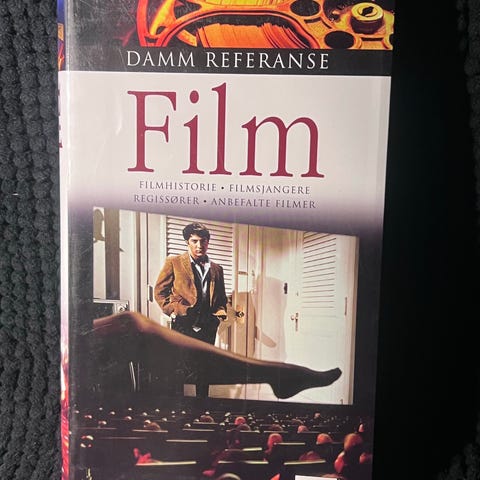 DAMM REFERANSE
Film
FILMHISTORIE • FILMSJANGERE
REGISSØRER • ANBEFALTE FILMER